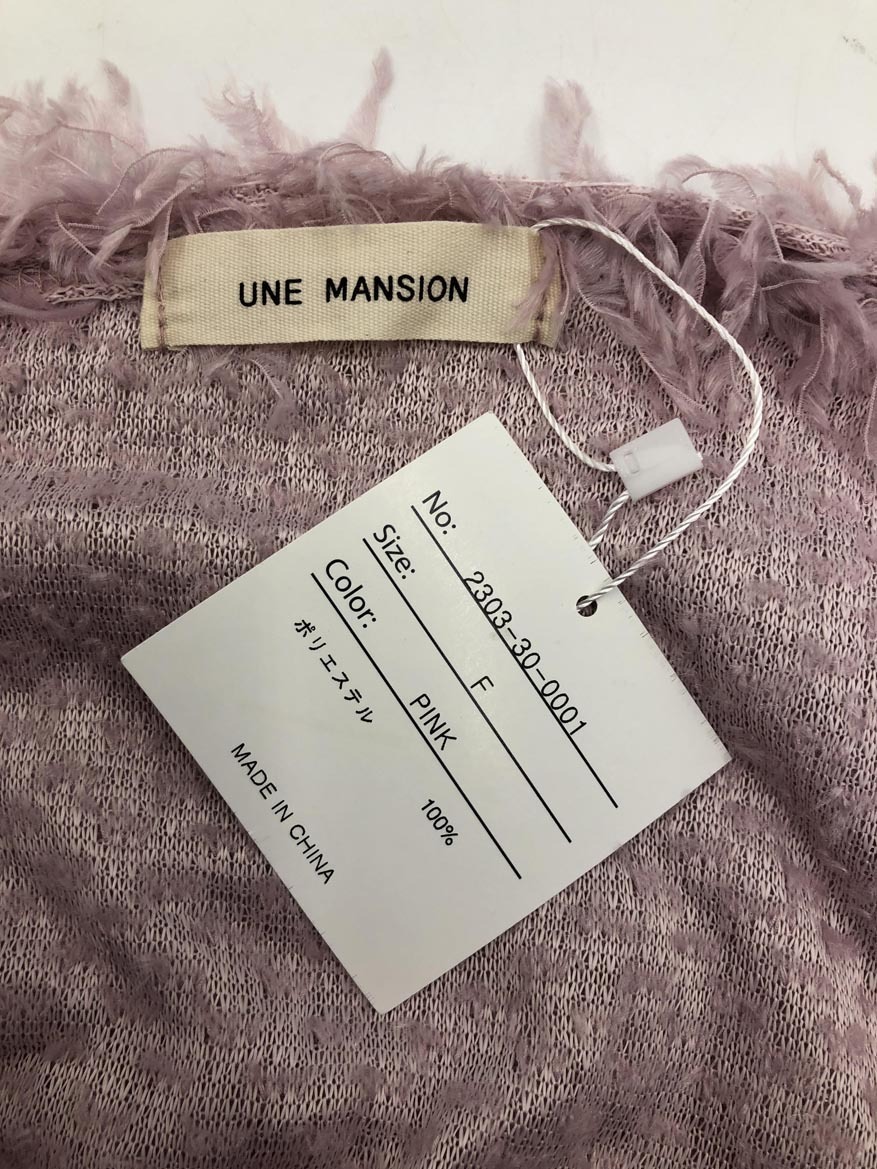 UNE MANSION
No: 2303-30-0001
Size: F
Color: PINK
ポリエステル 100%
MADE IN CHINA